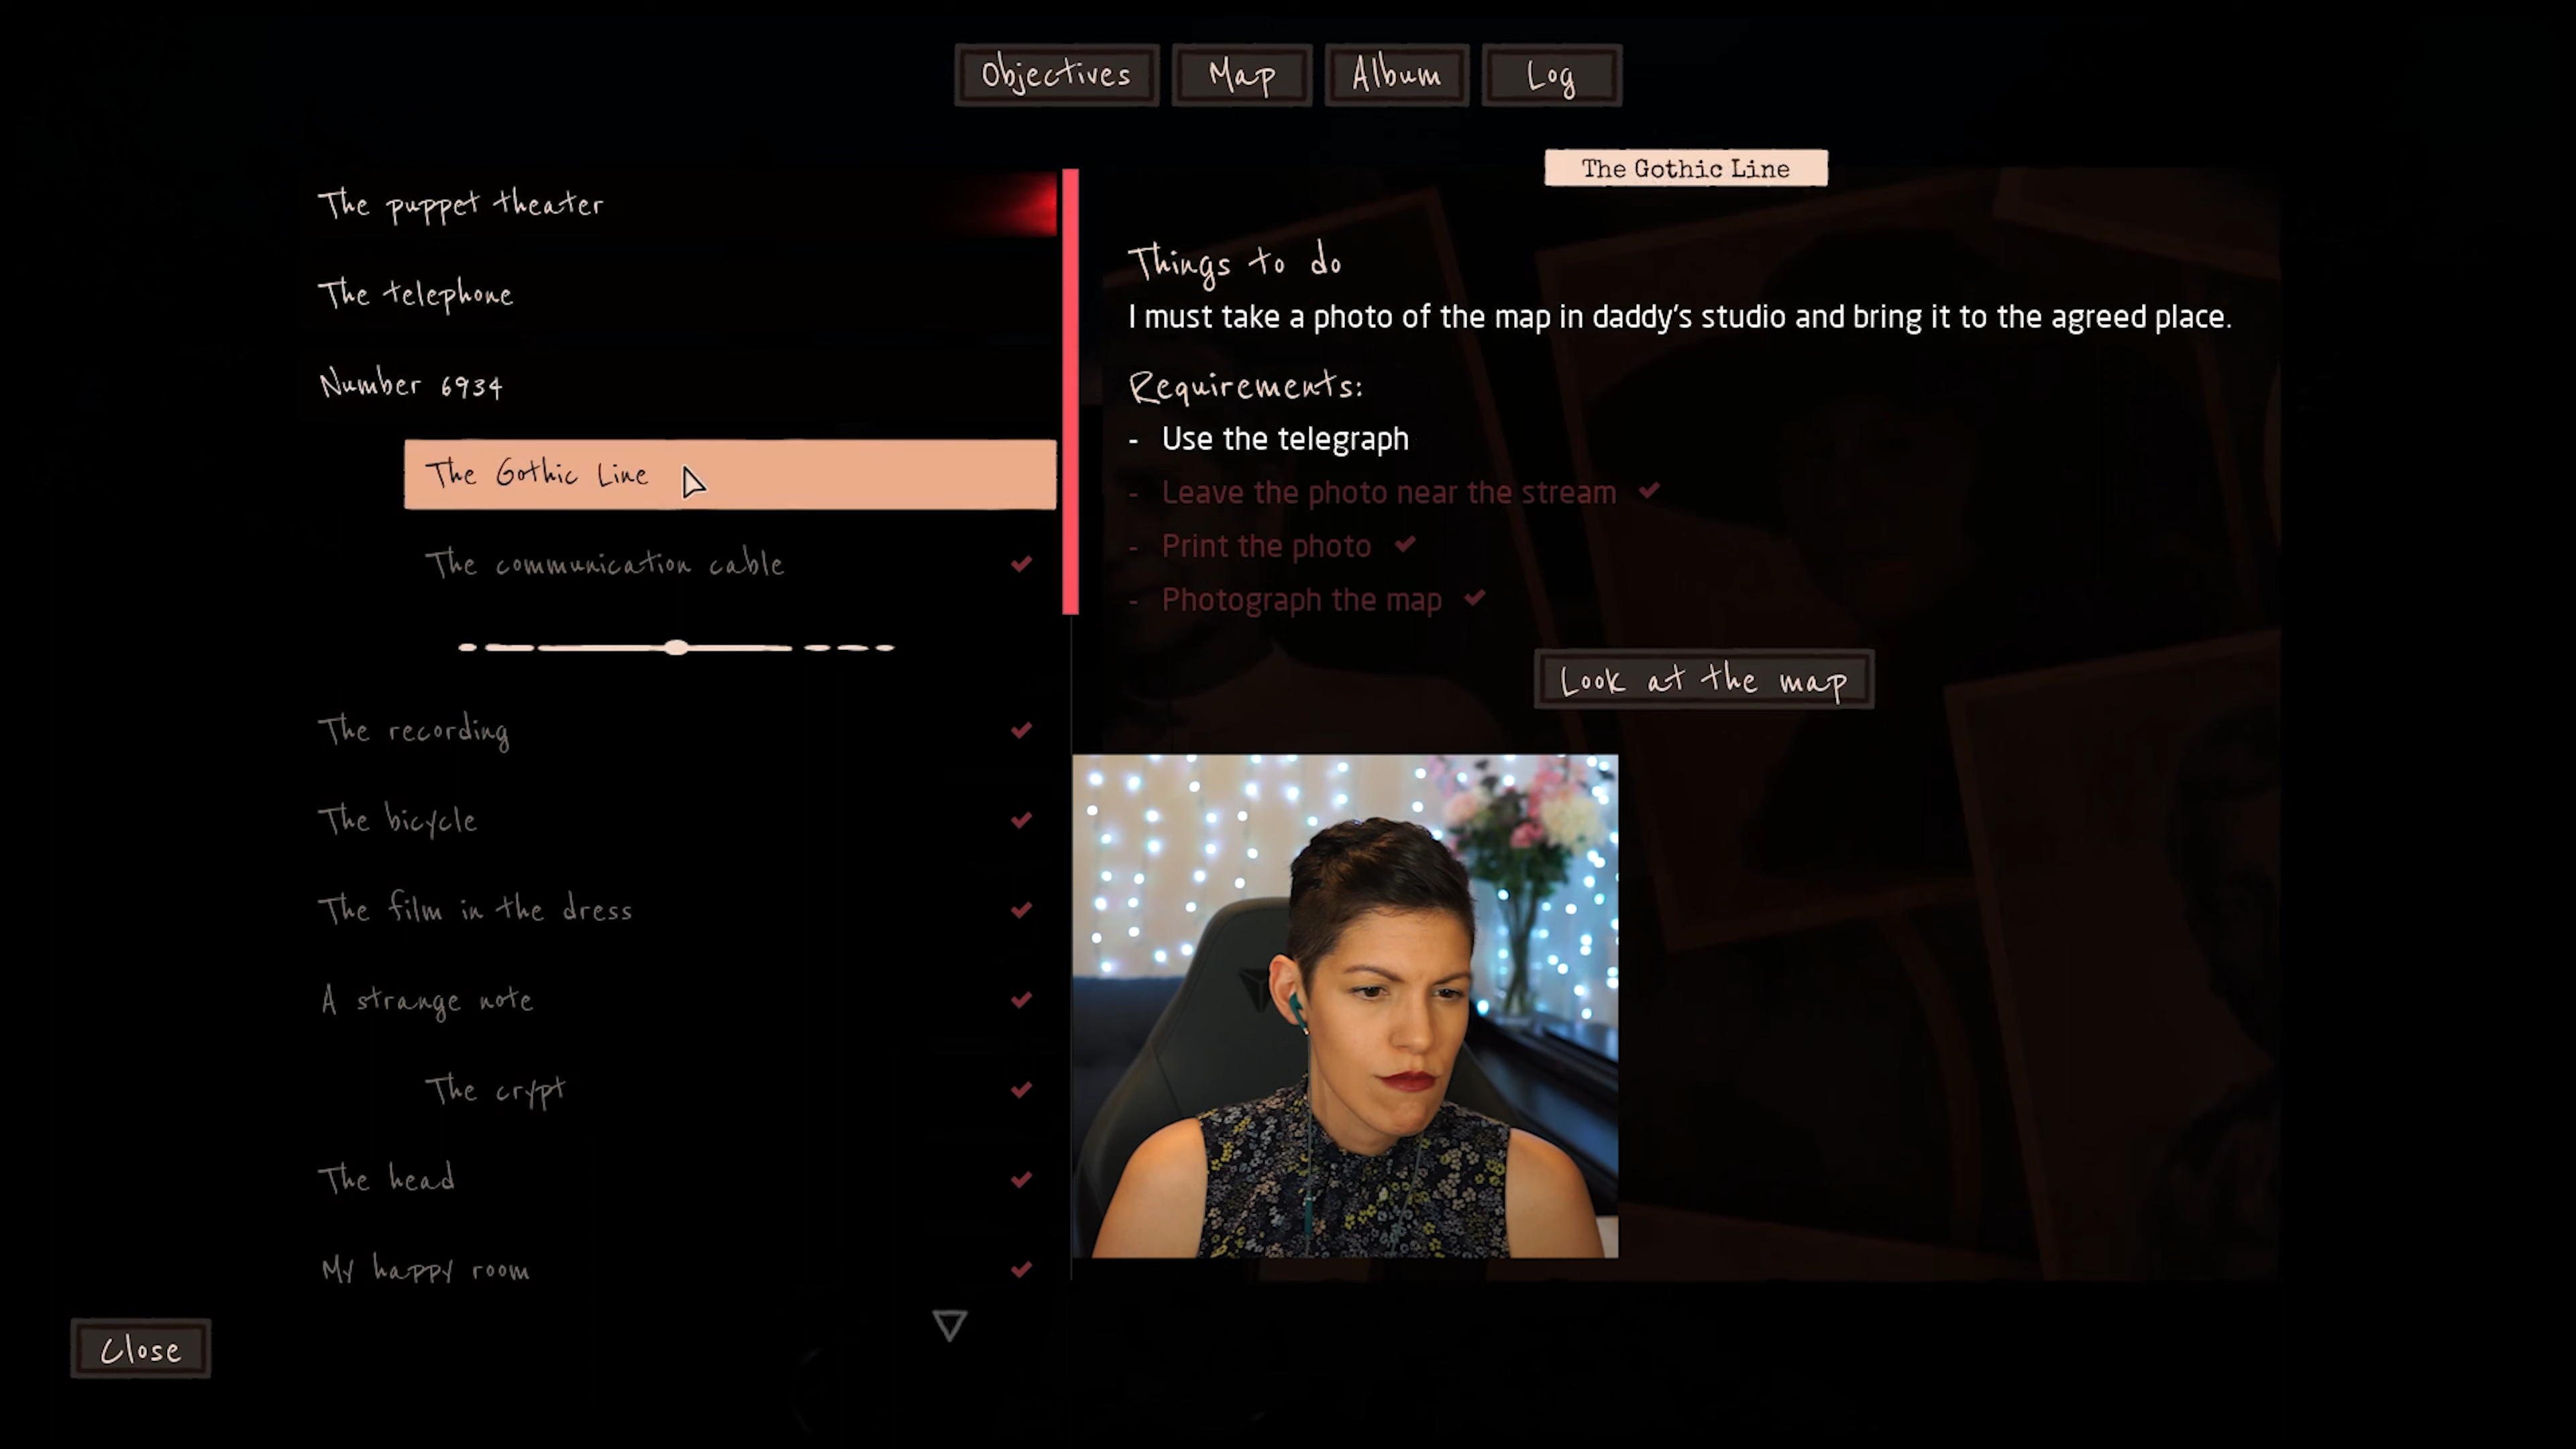 Objectives
Map
Album
Log
The puppet theater
The telephone
Number 6934
The Gothic Line
The communication cable
The recording
The bicycle
The film in the dress
A strange note
The crypt
The head
My happy room
The Gothic Line
Things to do
I must take a photo of the map in daddy's studio and bring it to the agreed place.
Requirements:
- Use the telegraph
- Leave the photo near the stream
- Print the photo
- Photograph the map
Look at the map
Close